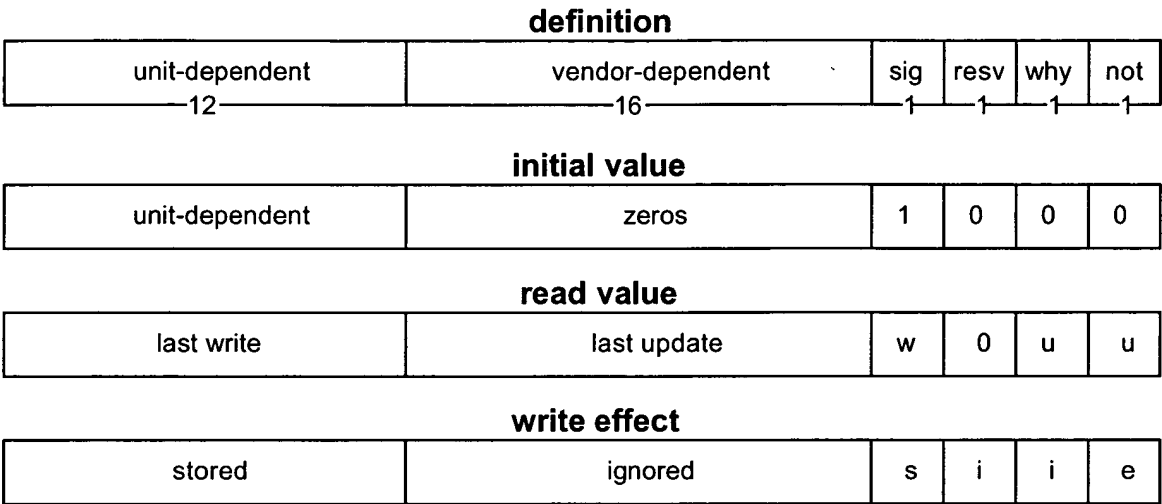 definition
unit-dependent vendor-dependent sig resv why not
12 16 1 1 1 1
initial value
unit-dependent zeros 1 0 0 0
read value
last write last update w 0 u u
write effect
stored ignored s i i e